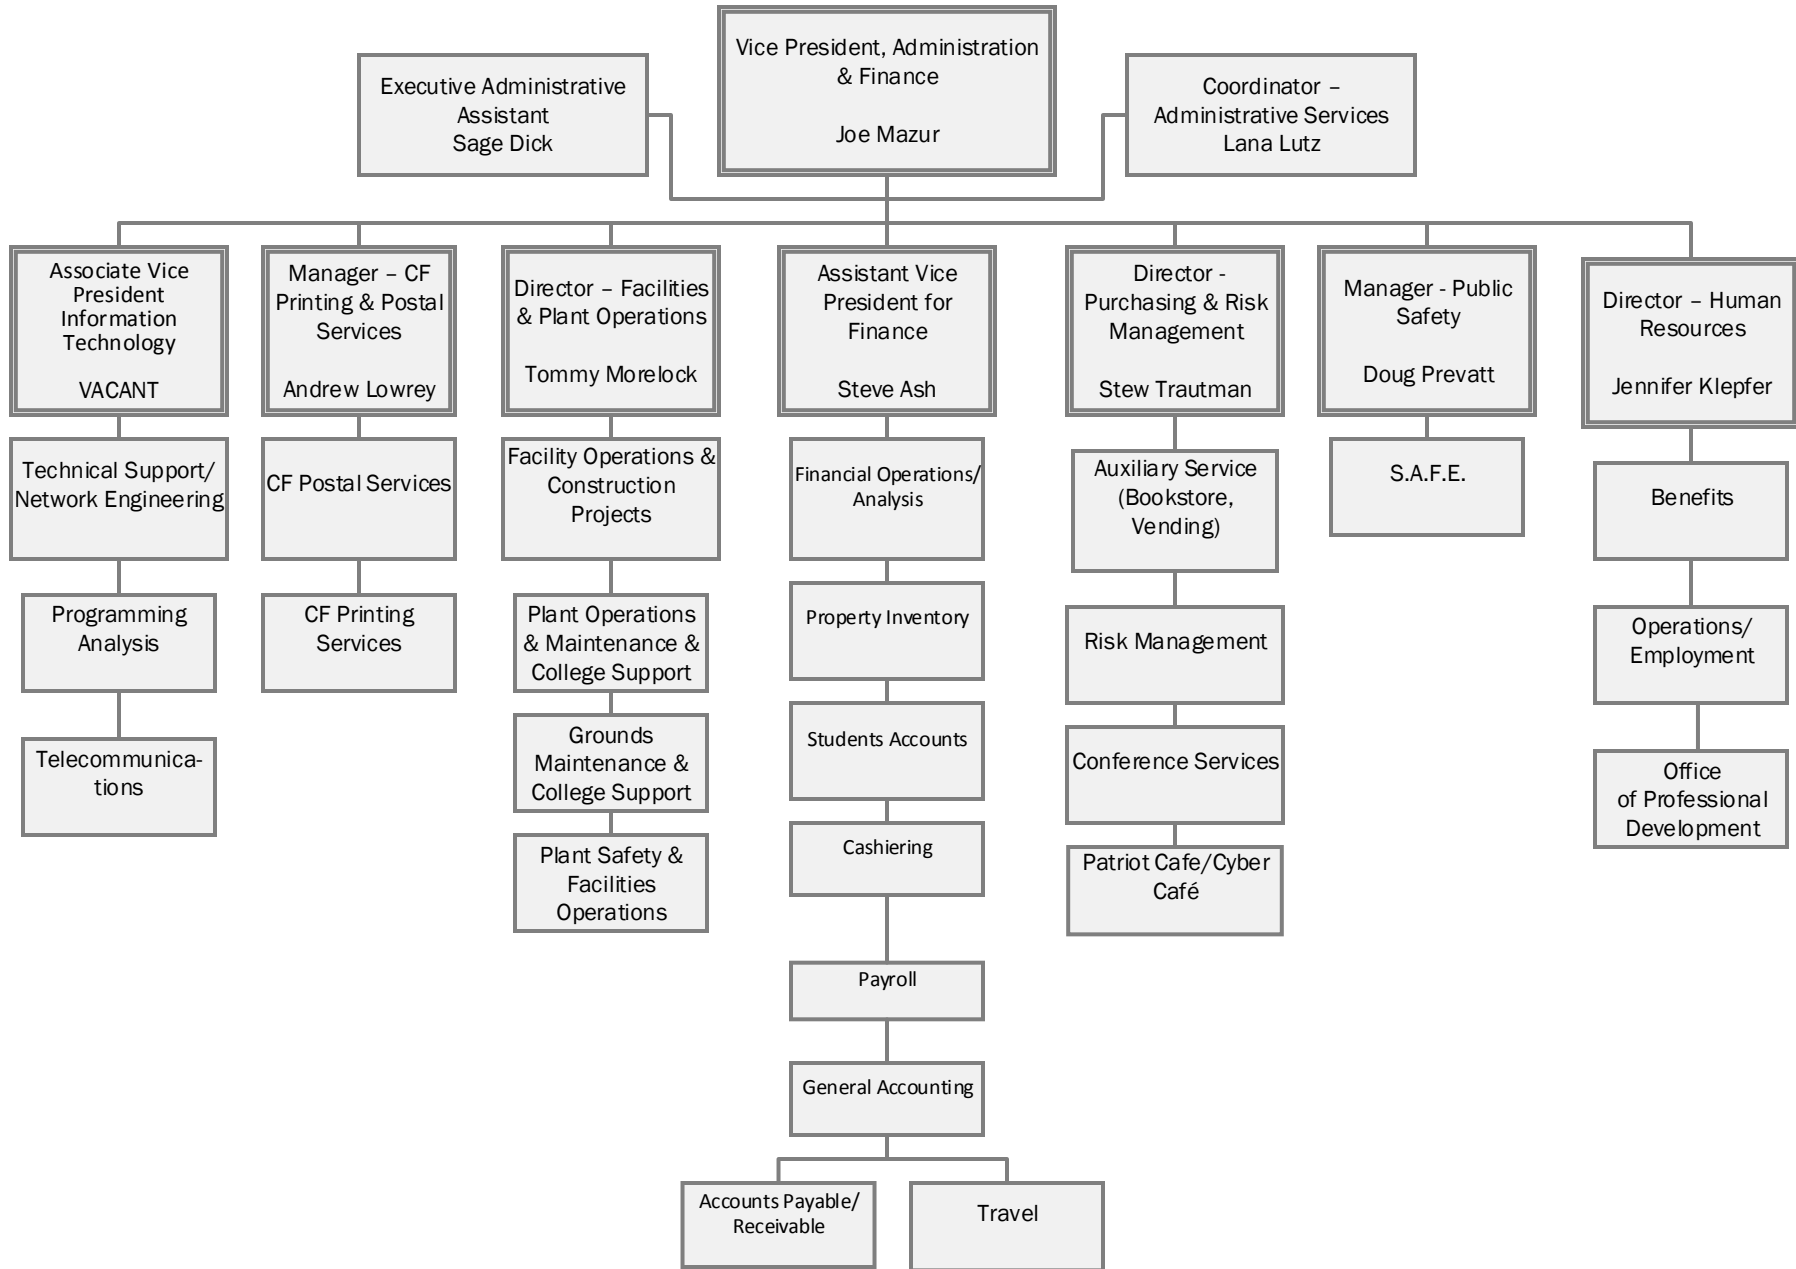 Vice President, Administration
& Finance
Joe Mazur
Executive Administrative
Assistant
Sage Dick
Coordinator –
Administrative Services
Lana Lutz
Associate Vice
President
Information
Technology
VACANT
Manager – CF
Printing & Postal
Services
Andrew Lowrey
Director – Facilities
& Plant Operations
Tommy Morelock
Assistant Vice
President for
Finance
Steve Ash
Director -
Purchasing & Risk
Management
Stew Trautman
Manager - Public
Safety
Doug Prevatt
Director – Human
Resources
Jennifer Klepfer
Technical Support/
Network Engineering
Programming
Analysis
Telecommunica-
tions
CF Postal Services
CF Printing
Services
Facility Operations &
Construction
Projects
Plant Operations
& Maintenance &
College Support
Grounds
Maintenance &
College Support
Plant Safety &
Facilities
Operations
Financial Operations/
Analysis
Property Inventory
Students Accounts
Cashiering
Payroll
General Accounting
Accounts Payable/
Receivable
Travel
Auxiliary Service
(Bookstore,
Vending)
Risk Management
Conference Services
Patriot Cafe/Cyber
Café
S.A.F.E.
Benefits
Operations/
Employment
Office
of Professional
Development